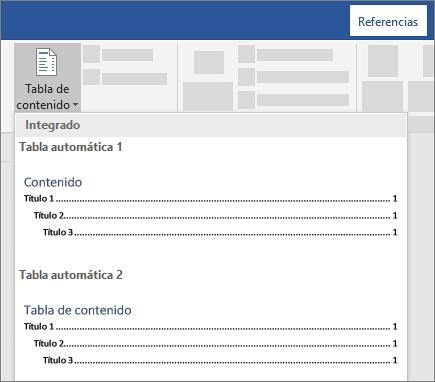 Referencias
Tabla de
contenido
Integrado
Tabla automática 1
Contenido
Título 1 ........................................................ 1
Título 2........................................................ 1
Título 3........................................................ 1
Tabla automática 2
Tabla de contenido
Título 1 ........................................................ 1
Título 2........................................................ 1
Título 3........................................................ 1